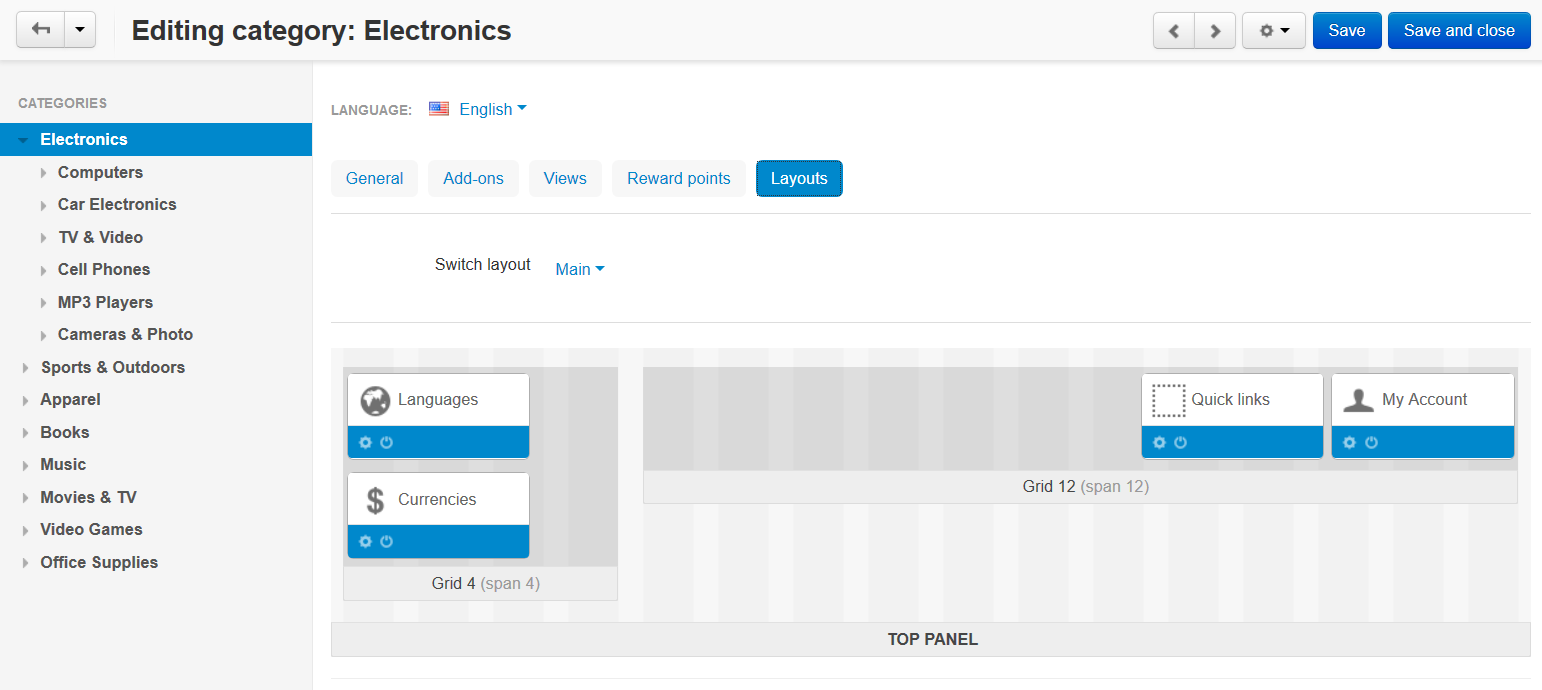 Editing category: Electronics
Save
Save and close
CATEGORIES
Electronics
Computers
Car Electronics
TV & Video
Cell Phones
MP3 Players
Cameras & Photo
Sports & Outdoors
Apparel
Books
Music
Movies & TV
Video Games
Office Supplies
LANGUAGE: English
General Add-ons Views Reward points Layouts
Switch layout Main
Languages
Currencies
Grid 4 (span 4)
Quick links
My Account
Grid 12 (span 12)
TOP PANEL